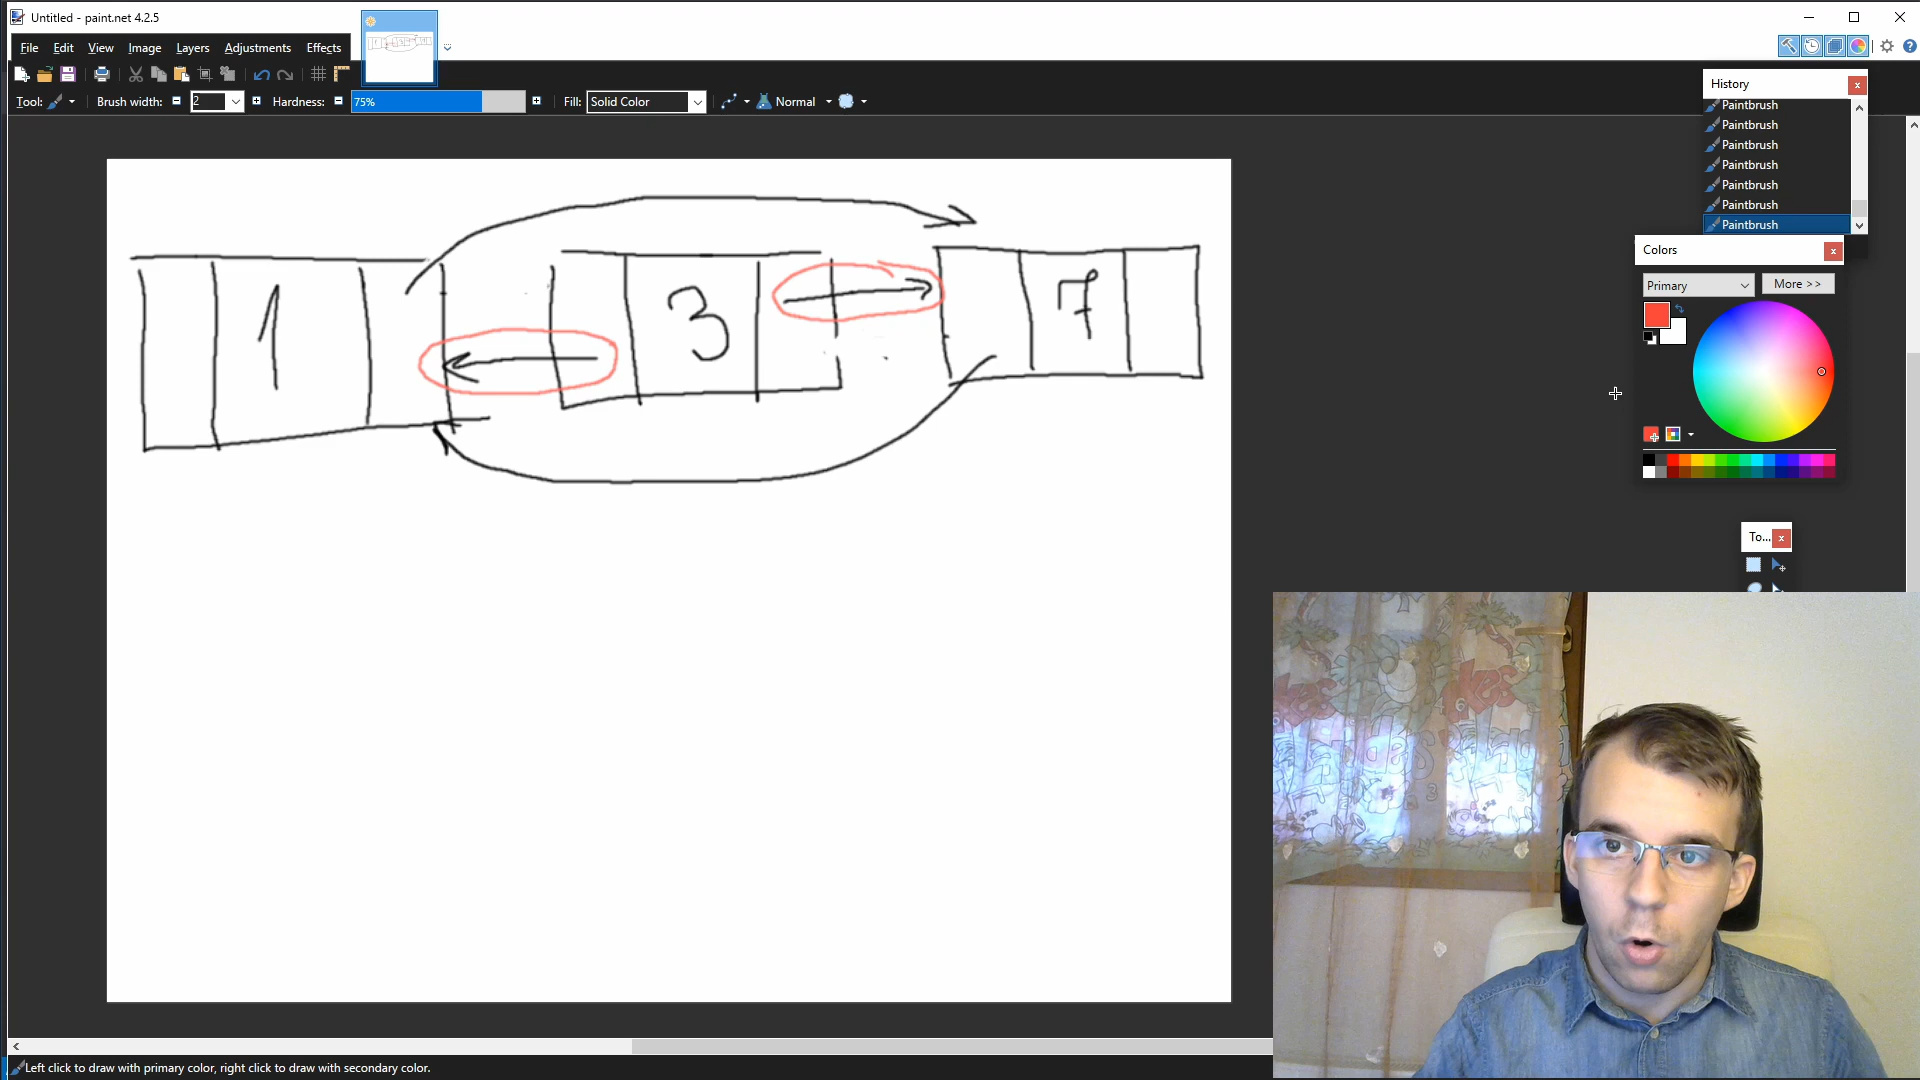 Untitled - paint.net 4.2.5
File Edit View Image Layers Adjustments Effects
Tool: Brush width: 2 Hardness: 75% Fill: Solid Color Normal
History
Paintbrush
Paintbrush
Paintbrush
Paintbrush
Paintbrush
Paintbrush
Paintbrush
Colors
Primary More >>
1 3 7
To...
Left click to draw with primary color, right click to draw with secondary color.